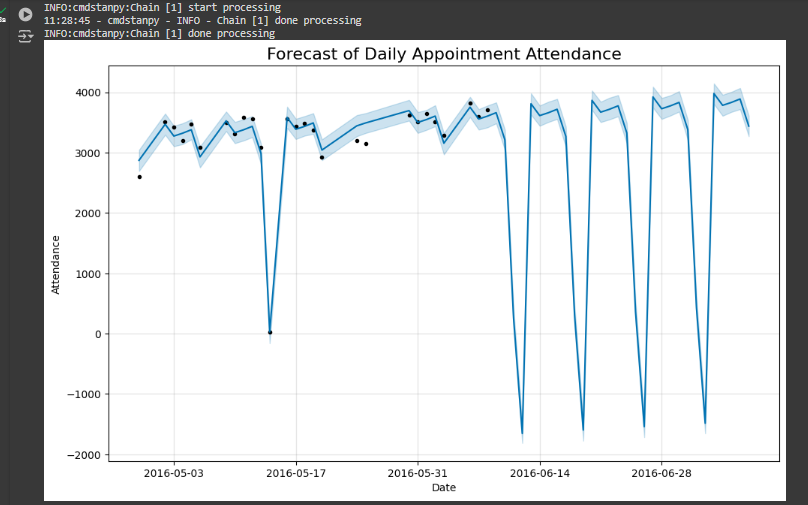 INFO:cmdstanpy:Chain [1] start processing
11:28:45 - cmdstanpy - INFO - Chain [1] done processing
INFO:cmdstanpy:Chain [1] done processing
Forecast of Daily Appointment Attendance
4000
3000
2000
1000
0
−1000
−2000
Attendance
2016-05-03 2016-05-17 2016-05-31 2016-06-14 2016-06-28
Date